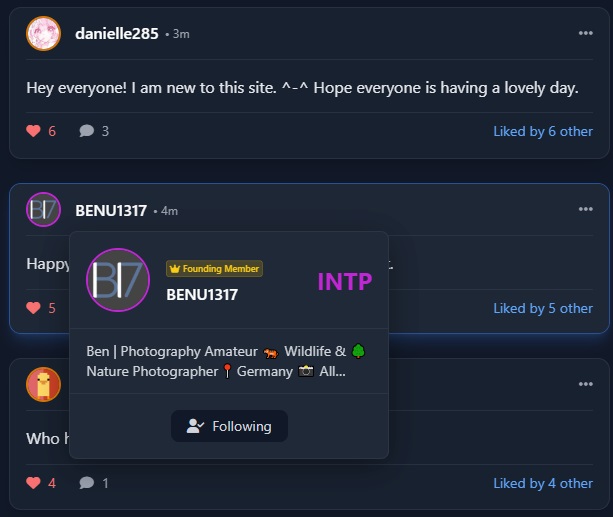 danielle285 • 3m
•••
Hey everyone! I am new to this site. ^-^ Hope everyone is having a lovely day.
6 3 Liked by 6 other
BI7 BENU1317 • 4m
•••
Happy
5 Liked by 5 other
BI7
Founding Member
BENU1317
INTP
Ben | Photography Amateur 🐅 Wildlife & 🌳
Nature Photographer 📍 Germany 📸 All...
Following
•••
Who
4 1 Liked by 4 other